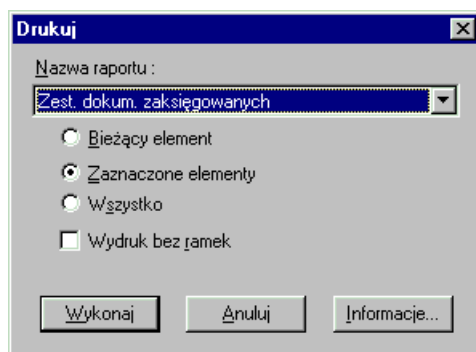 Drukuj
Nazwa raportu :
Zest. dokum. zaksięgowanych
Bieżący element
Zaznaczone elementy
Wszystko
Wydruk bez ramek
Wykonaj Anuluj Informacje...